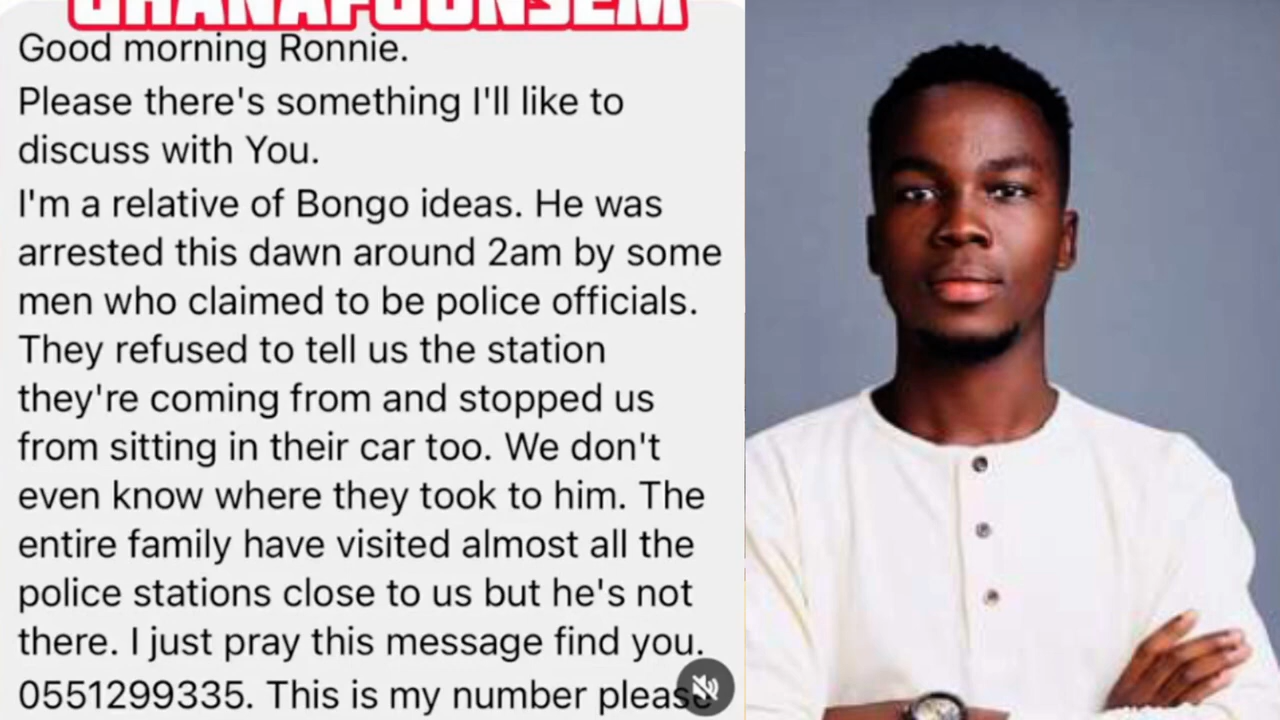 GHANAFUONSEM
Good morning Ronnie.
Please there's something I'll like to
discuss with You.
I'm a relative of Bongo ideas. He was
arrested this dawn around 2am by some
men who claimed to be police officials.
They refused to tell us the station
they're coming from and stopped us
from sitting in their car too. We don't
even know where they took to him. The
entire family have visited almost all the
police stations close to us but he's not
there. I just pray this message find you.
0551299335. This is my number please